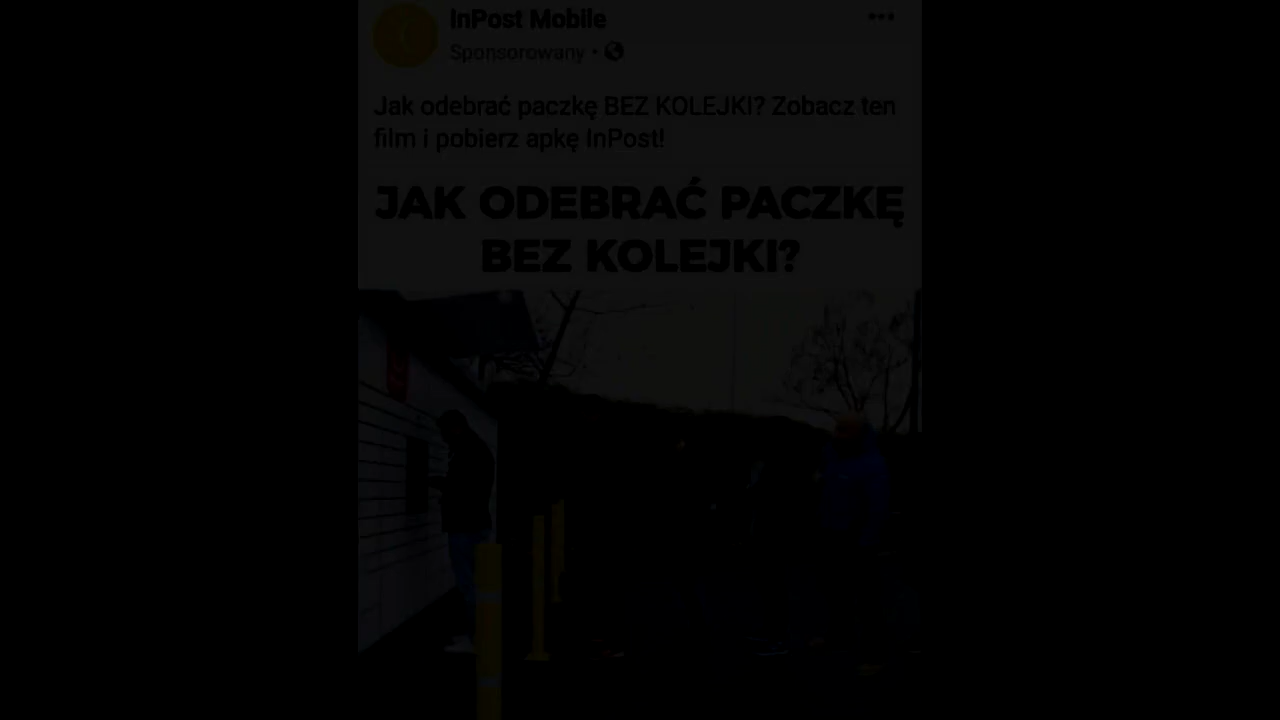 InPost Mobile
Sponsorowany
Jak odebrać paczkę BEZ KOLEJKI? Zobacz ten
film i pobierz apkę InPost!
JAK ODEBRAĆ PACZKĘ
BEZ KOLEJKI?